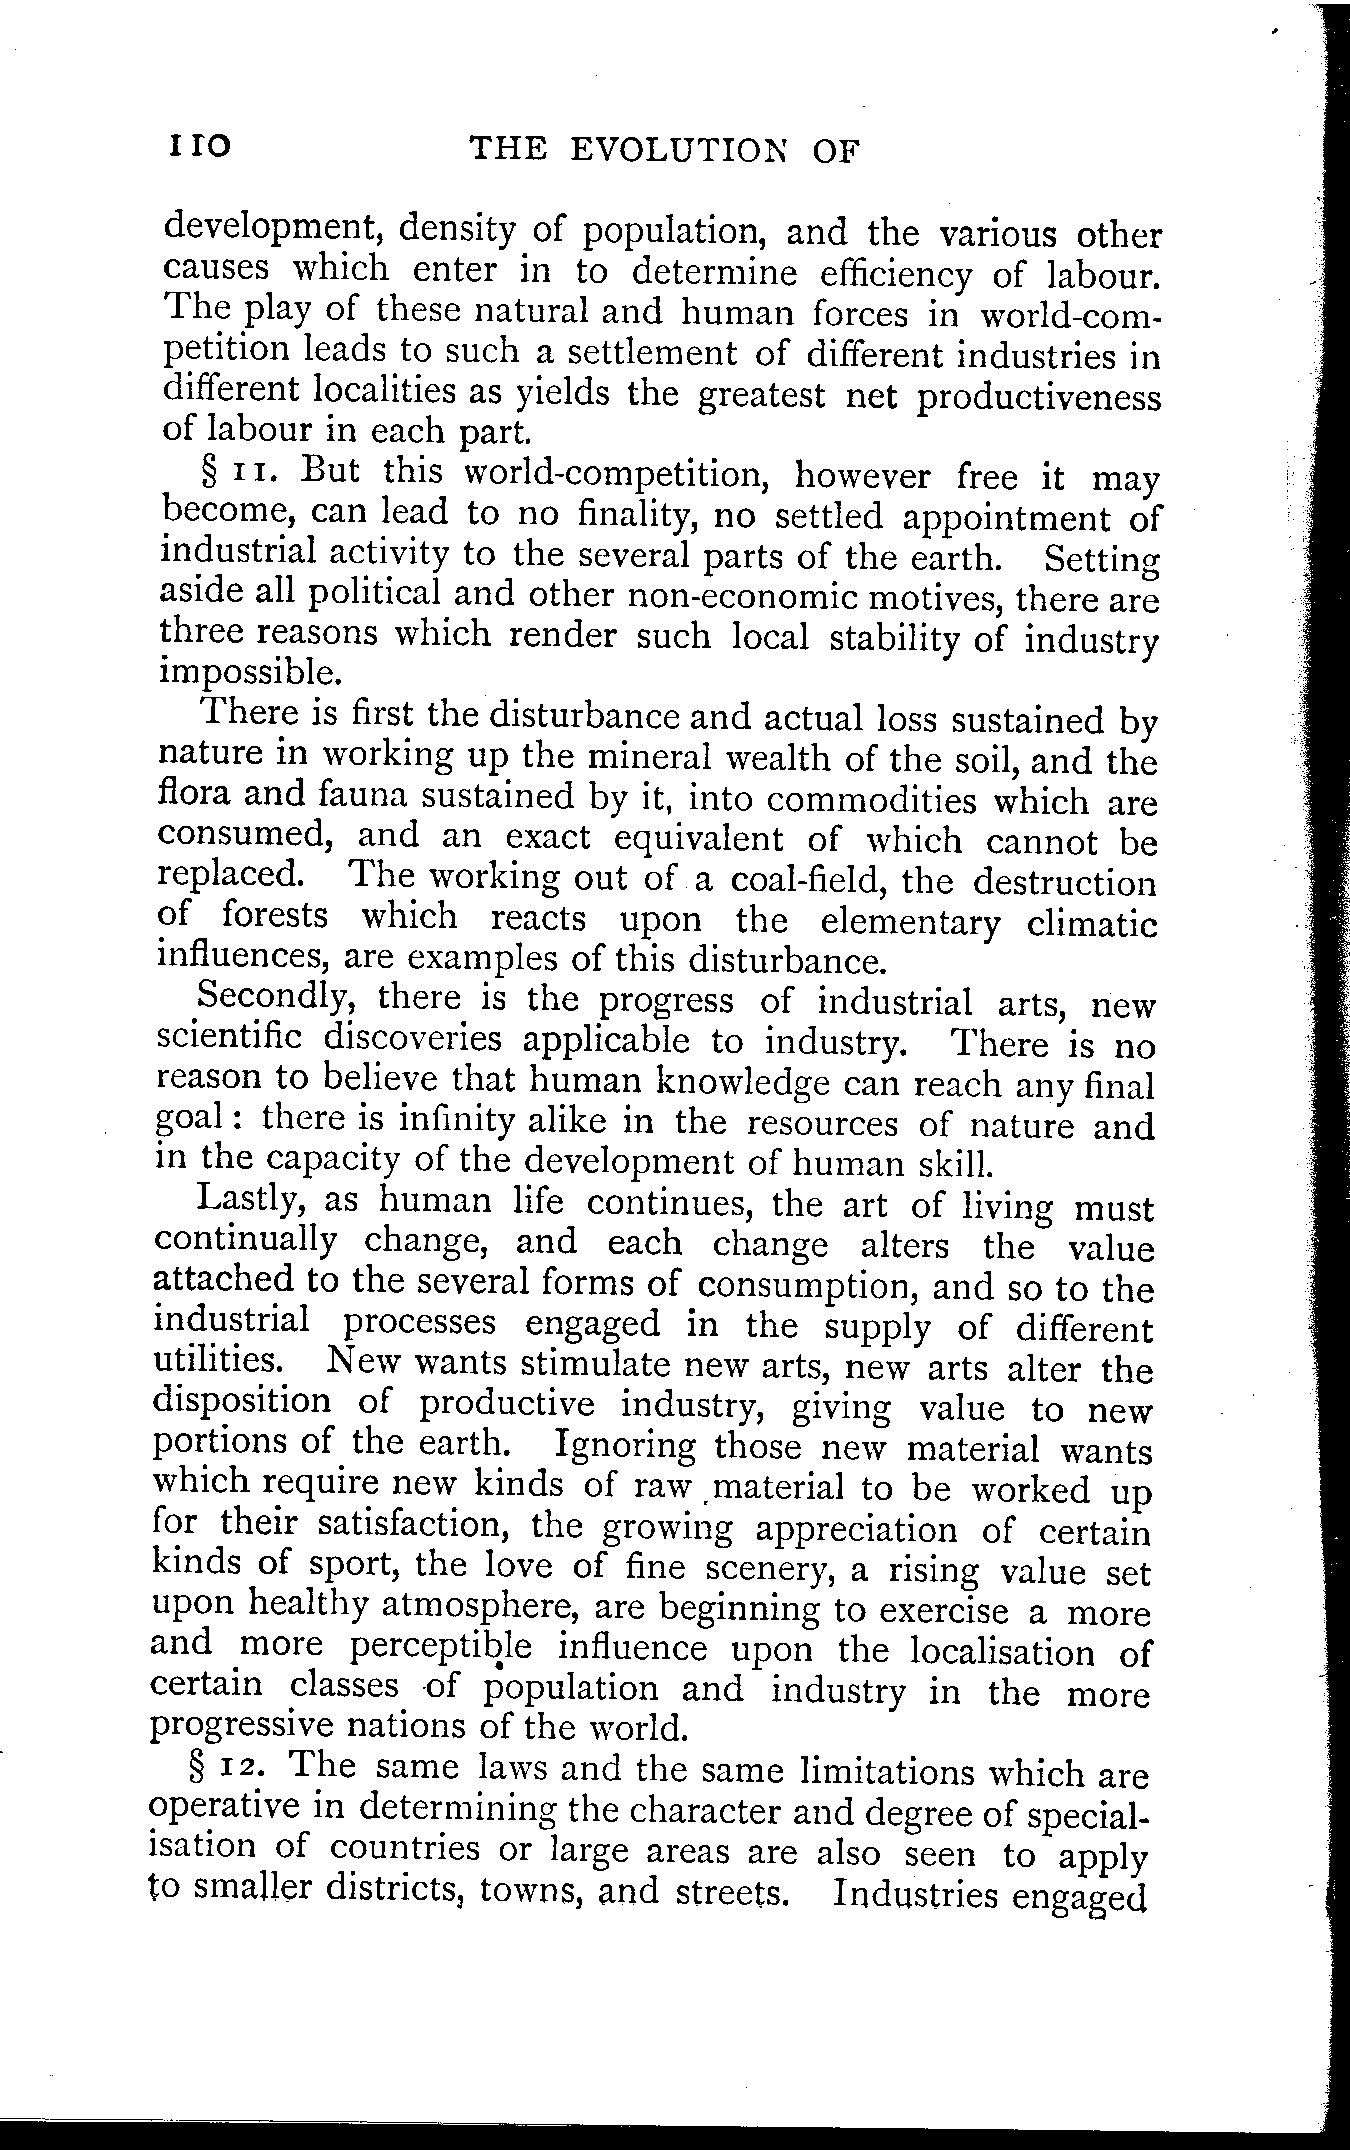 110 THE EVOLUTION OF
development, density of population, and the various other
causes which enter in to determine efficiency of labour.
The play of these natural and human forces in world-com-
petition leads to such a settlement of different industries in
different localities as yields the greatest net productiveness
of labour in each part.
§ 11. But this world-competition, however free it may
become, can lead to no finality, no settled appointment of
industrial activity to the several parts of the earth. Setting
aside all political and other non-economic motives, there are
three reasons which render such local stability of industry
impossible.
There is first the disturbance and actual loss sustained by
nature in working up the mineral wealth of the soil, and the
flora and fauna sustained by it, into commodities which are
consumed, and an exact equivalent of which cannot be
replaced. The working out of a coal-field, the destruction
of forests which reacts upon the elementary climatic
influences, are examples of this disturbance.
Secondly, there is the progress of industrial arts, new
scientific discoveries applicable to industry. There is no
reason to believe that human knowledge can reach any final
goal : there is infinity alike in the resources of nature and
in the capacity of the development of human skill.
Lastly, as human life continues, the art of living must
continually change, and each change alters the value
attached to the several forms of consumption, and so to the
industrial processes engaged in the supply of different
utilities. New wants stimulate new arts, new arts alter the
disposition of productive industry, giving value to new
portions of the earth. Ignoring those new material wants
which require new kinds of raw material to be worked up
for their satisfaction, the growing appreciation of certain
kinds of sport, the love of fine scenery, a rising value set
upon healthy atmosphere, are beginning to exercise a more
and more perceptible influence upon the localisation of
certain classes of population and industry in the more
progressive nations of the world.
§ 12. The same laws and the same limitations which are
operative in determining the character and degree of special-
isation of countries or large areas are also seen to apply
to smaller districts, towns, and streets. Industries engaged